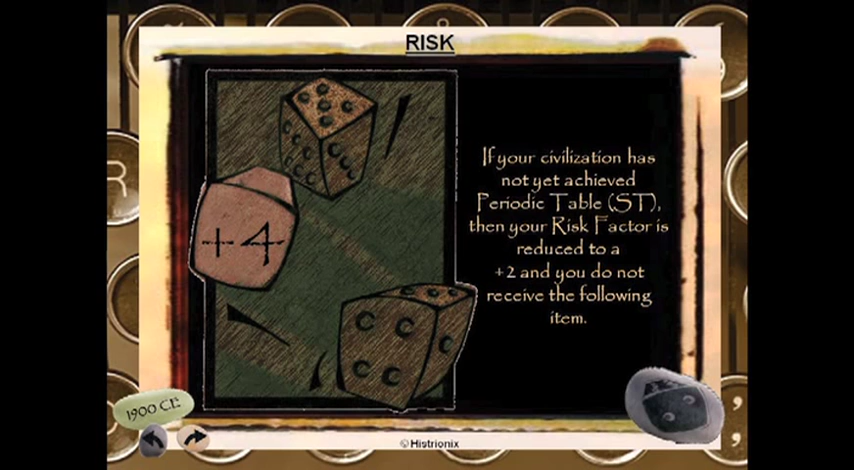 RISK
If your civilization has
not yet achieved
Periodic Table (ST),
then your Risk Factor is
reduced to a
+2 and you do not
receive the following
item.
+4
R
1900 CE
©Histrionix
;